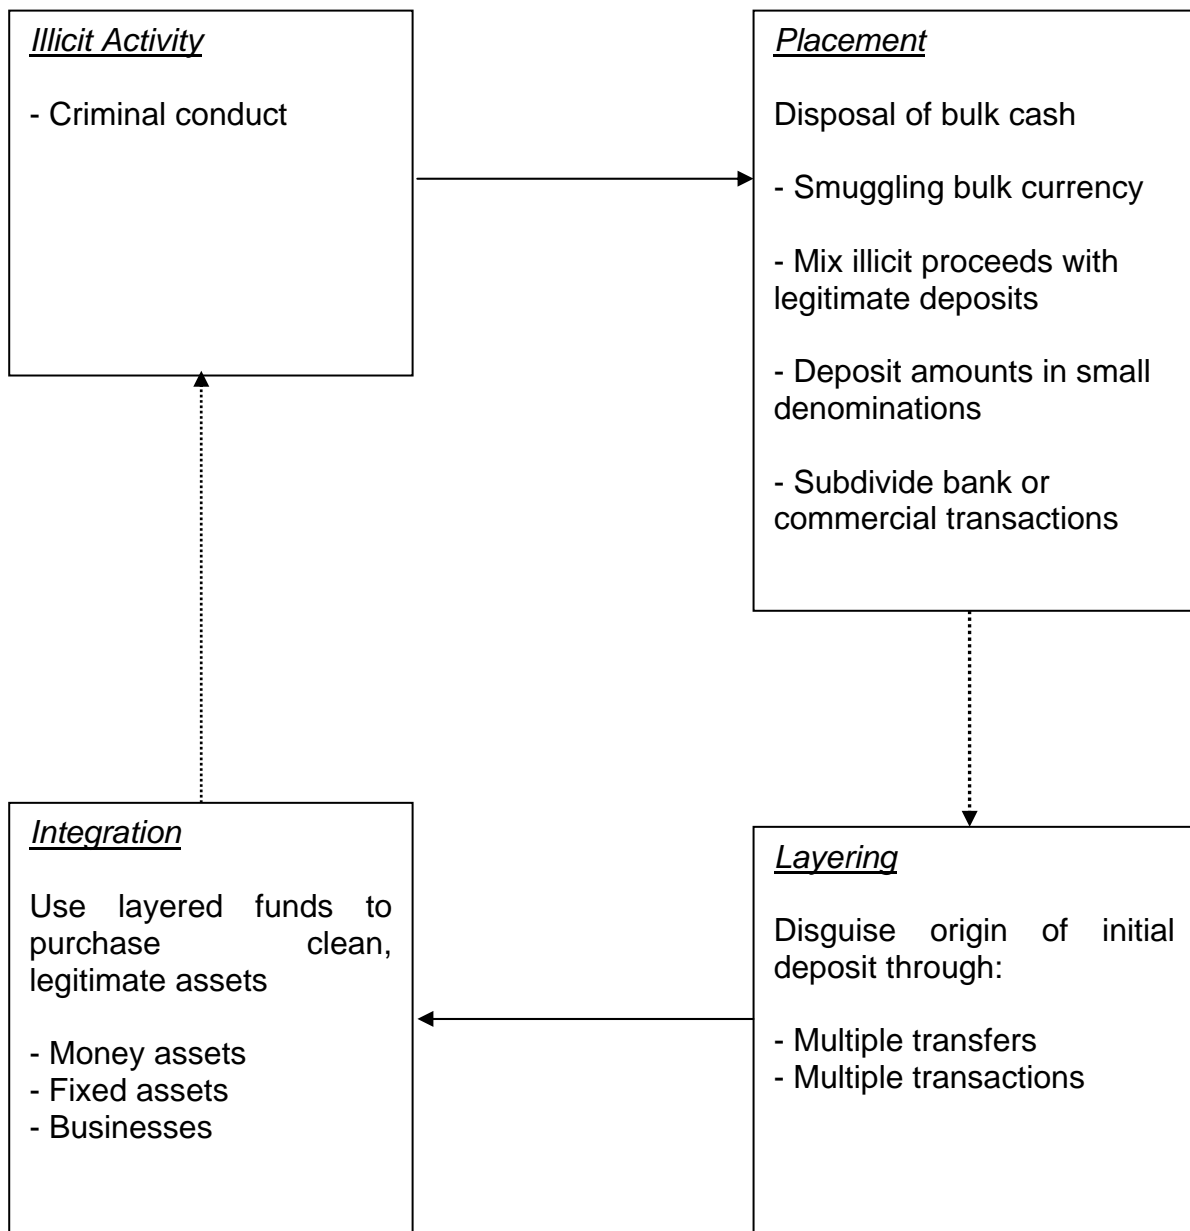 Illicit Activity
- Criminal conduct
Placement
Disposal of bulk cash
- Smuggling bulk currency
- Mix illicit proceeds with
legitimate deposits
- Deposit amounts in small
denominations
- Subdivide bank or
commercial transactions
Integration
Use layered funds to
purchase clean,
legitimate assets
- Money assets
- Fixed assets
- Businesses
Layering
Disguise origin of initial
deposit through:
- Multiple transfers
- Multiple transactions